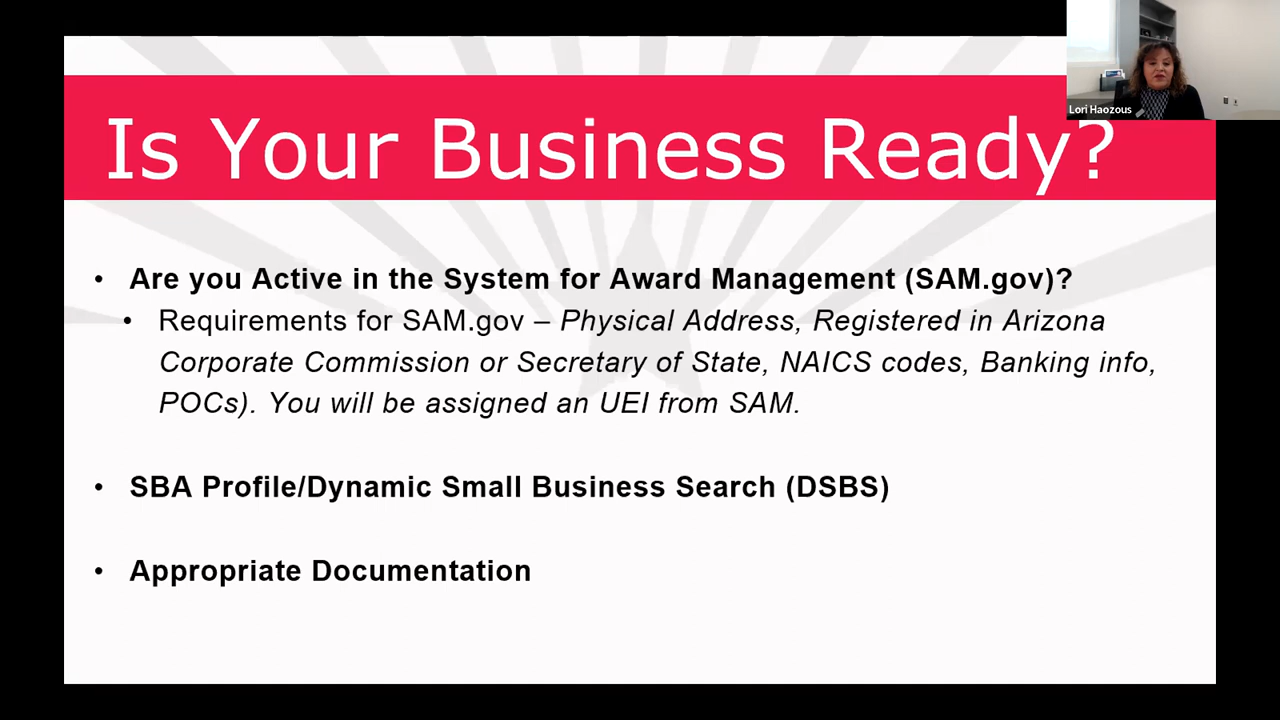 Is Your Business Ready?
Lori Haozous
• Are you Active in the System for Award Management (SAM.gov)?
• Requirements for SAM.gov – Physical Address, Registered in Arizona
Corporate Commission or Secretary of State, NAICS codes, Banking info,
POCs). You will be assigned an UEI from SAM.
• SBA Profile/Dynamic Small Business Search (DSBS)
• Appropriate Documentation